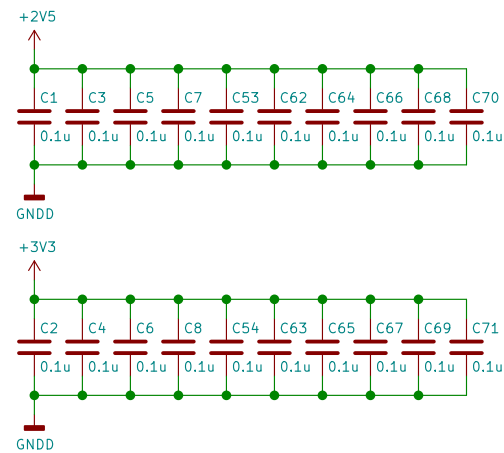 +2V5
C1 C3 C5 C7 C53 C62 C64 C66 C68 C70
0.1u 0.1u 0.1u 0.1u 0.1u 0.1u 0.1u 0.1u 0.1u 0.1u
GNDD
+3V3
C2 C4 C6 C8 C54 C63 C65 C67 C69 C71
0.1u 0.1u 0.1u 0.1u 0.1u 0.1u 0.1u 0.1u 0.1u 0.1u
GNDD